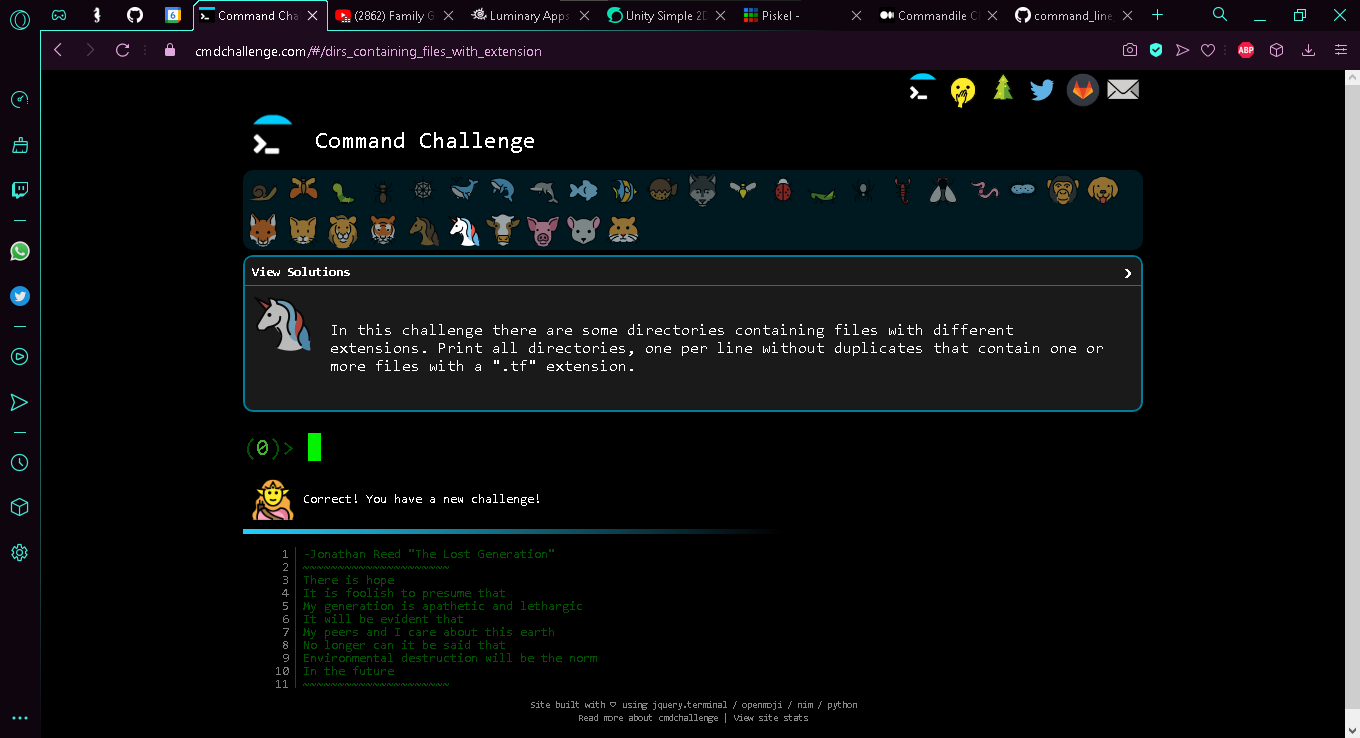 Command Cha
(2862) Family G
Luminary Apps
Unity Simple 2D
Piskel -
Commandile C
command_line
cmdchallenge.com/#/dirs_containing_files_with_extension
ABP
Command Challenge
View Solutions
In this challenge there are some directories containing files with different
extensions. Print all directories, one per line without duplicates that contain one or
more files with a ".tf" extension.
(0)>
Correct! You have a new challenge!
1 -Jonathan Reed "The Lost Generation"
2 ~~~~~~~~~~~~~~~~~~~~~
3 There is hope
4 It is foolish to presume that
5 My generation is apathetic and lethargic
6 It will be evident that
7 My peers and I care about this earth
8 No longer can it be said that
9 Environmental destruction will be the norm
10 In the future
11 ~~~~~~~~~~~~~~~~~~~~~
Site built with ♡ using jquery.terminal / openmoji / nim / python
Read more about cmdchallenge | View site stats